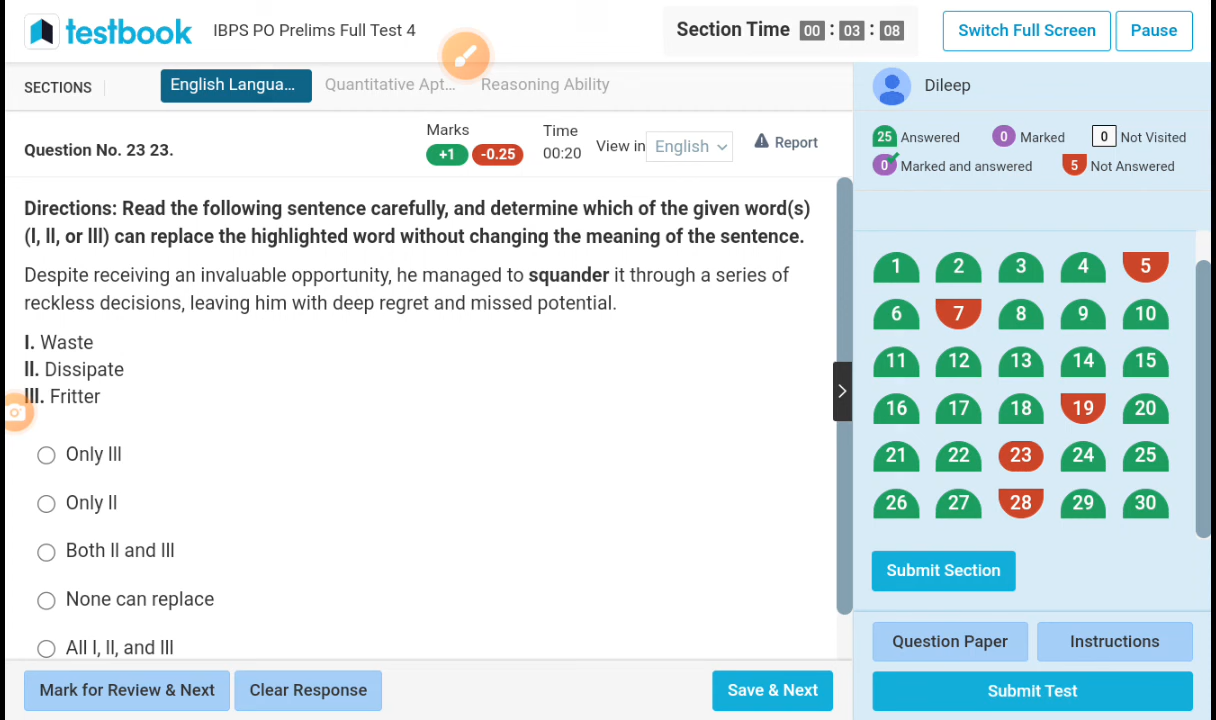 testbook
IBPS PO Prelims Full Test 4
Section Time 00 : 03 : 08
Switch Full Screen
Pause
SECTIONS
English Langua...
Quantitative Apt...
Reasoning Ability
Dileep
Question No. 23 23.
Marks
+1 -0.25
Time
00:20
View in English
Report
25 Answered
0 Marked
0 Not Visited
0 Marked and answered
5 Not Answered
Directions: Read the following sentence carefully, and determine which of the given word(s)
(I, II, or III) can replace the highlighted word without changing the meaning of the sentence.
Despite receiving an invaluable opportunity, he managed to squander it through a series of
reckless decisions, leaving him with deep regret and missed potential.
I. Waste
II. Dissipate
III. Fritter
Only III
Only II
Both II and III
None can replace
All I, II, and III
1 2 3 4 5
6 7 8 9 10
11 12 13 14 15
16 17 18 19 20
21 22 23 24 25
26 27 28 29 30
Submit Section
Question Paper
Instructions
Mark for Review & Next
Clear Response
Save & Next
Submit Test